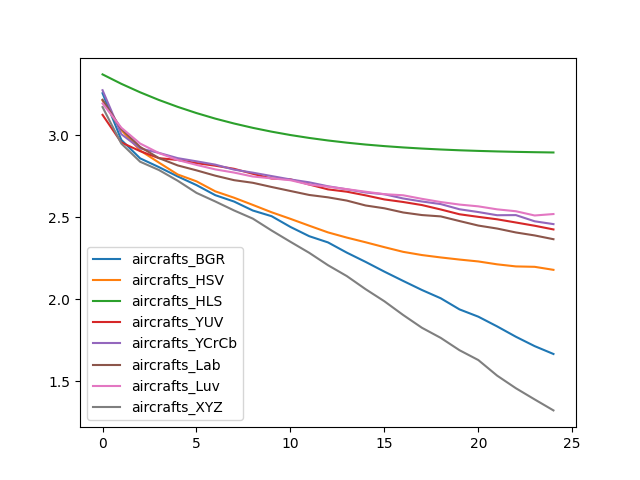 3.0
2.5
2.0
1.5
aircrafts_BGR
aircrafts_HSV
aircrafts_HLS
aircrafts_YUV
aircrafts_YCrCb
aircrafts_Lab
aircrafts_Luv
aircrafts_XYZ
0 5 10 15 20 25